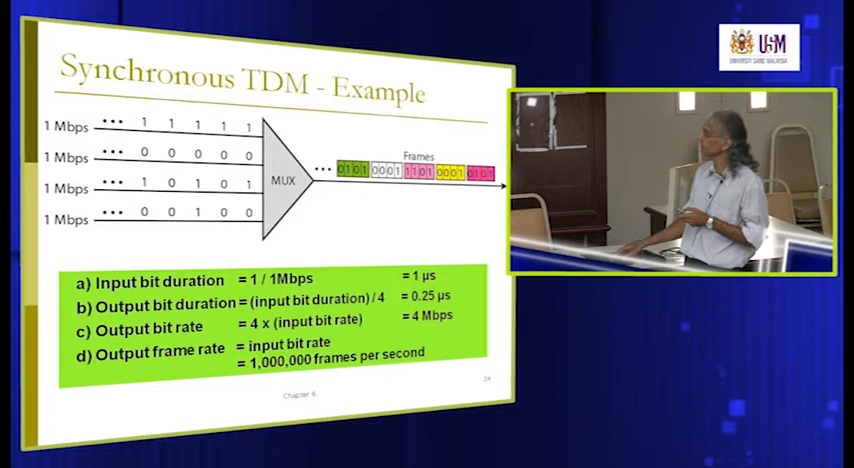 USM
UNIVERSITI SAINS MALAYSIA
Synchronous TDM - Example
1 Mbps ••• 1 1 1 1 1
1 Mbps ••• 0 0 0 0 0
1 Mbps ••• 1 0 1 0 1
1 Mbps ••• 0 0 1 0 0
MUX
Frames
••• 0101 0001 1101 0001 0101
a) Input bit duration = 1 / 1Mbps = 1 µs
b) Output bit duration = (input bit duration) / 4 = 0.25 µs
c) Output bit rate = 4 x (input bit rate) = 4 Mbps
d) Output frame rate = input bit rate
= 1,000,000 frames per second
Chapter 6
24